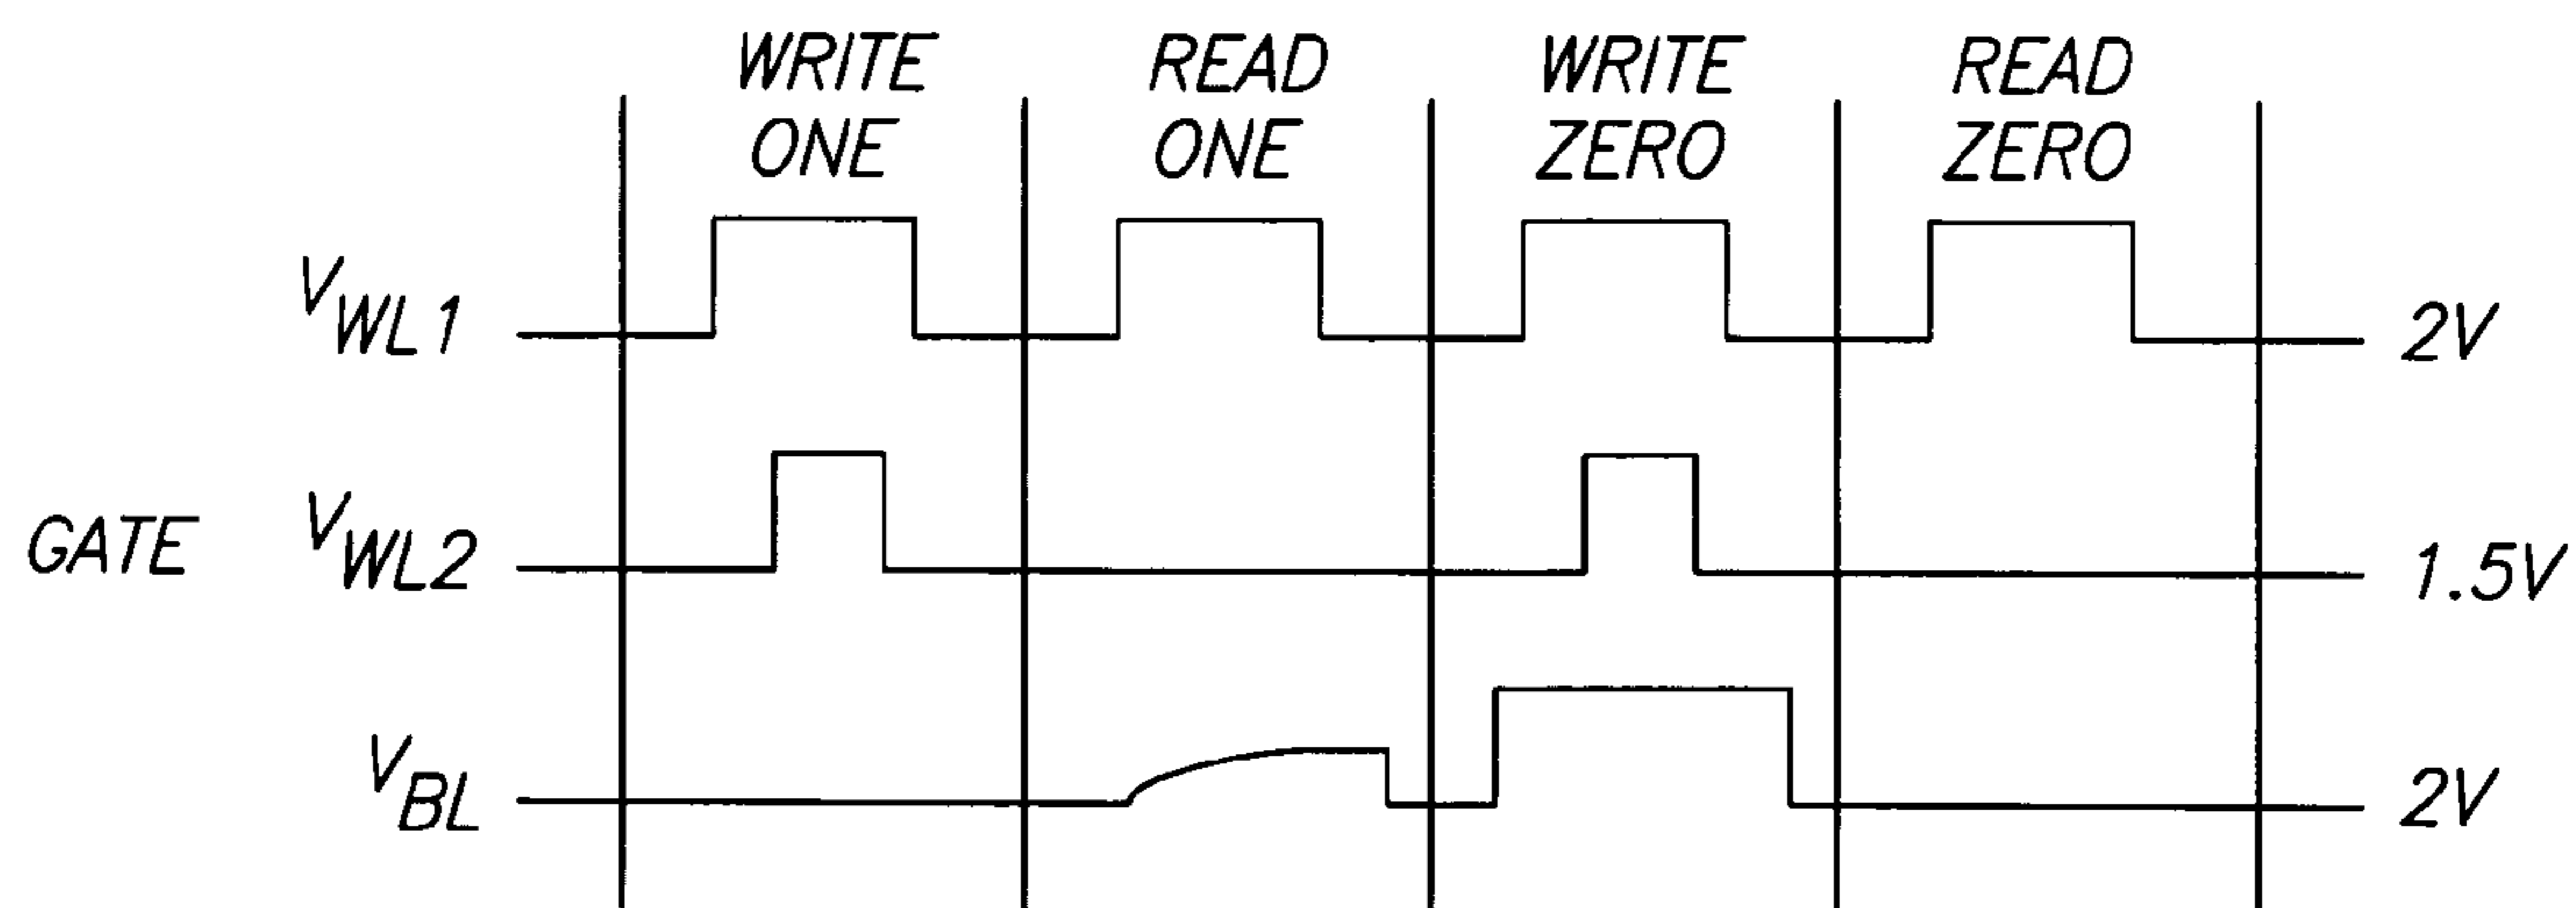 WRITE READ WRITE READ
ONE ONE ZERO ZERO
VWL1 2V
GATE VWL2 1.5V
VBL 2V